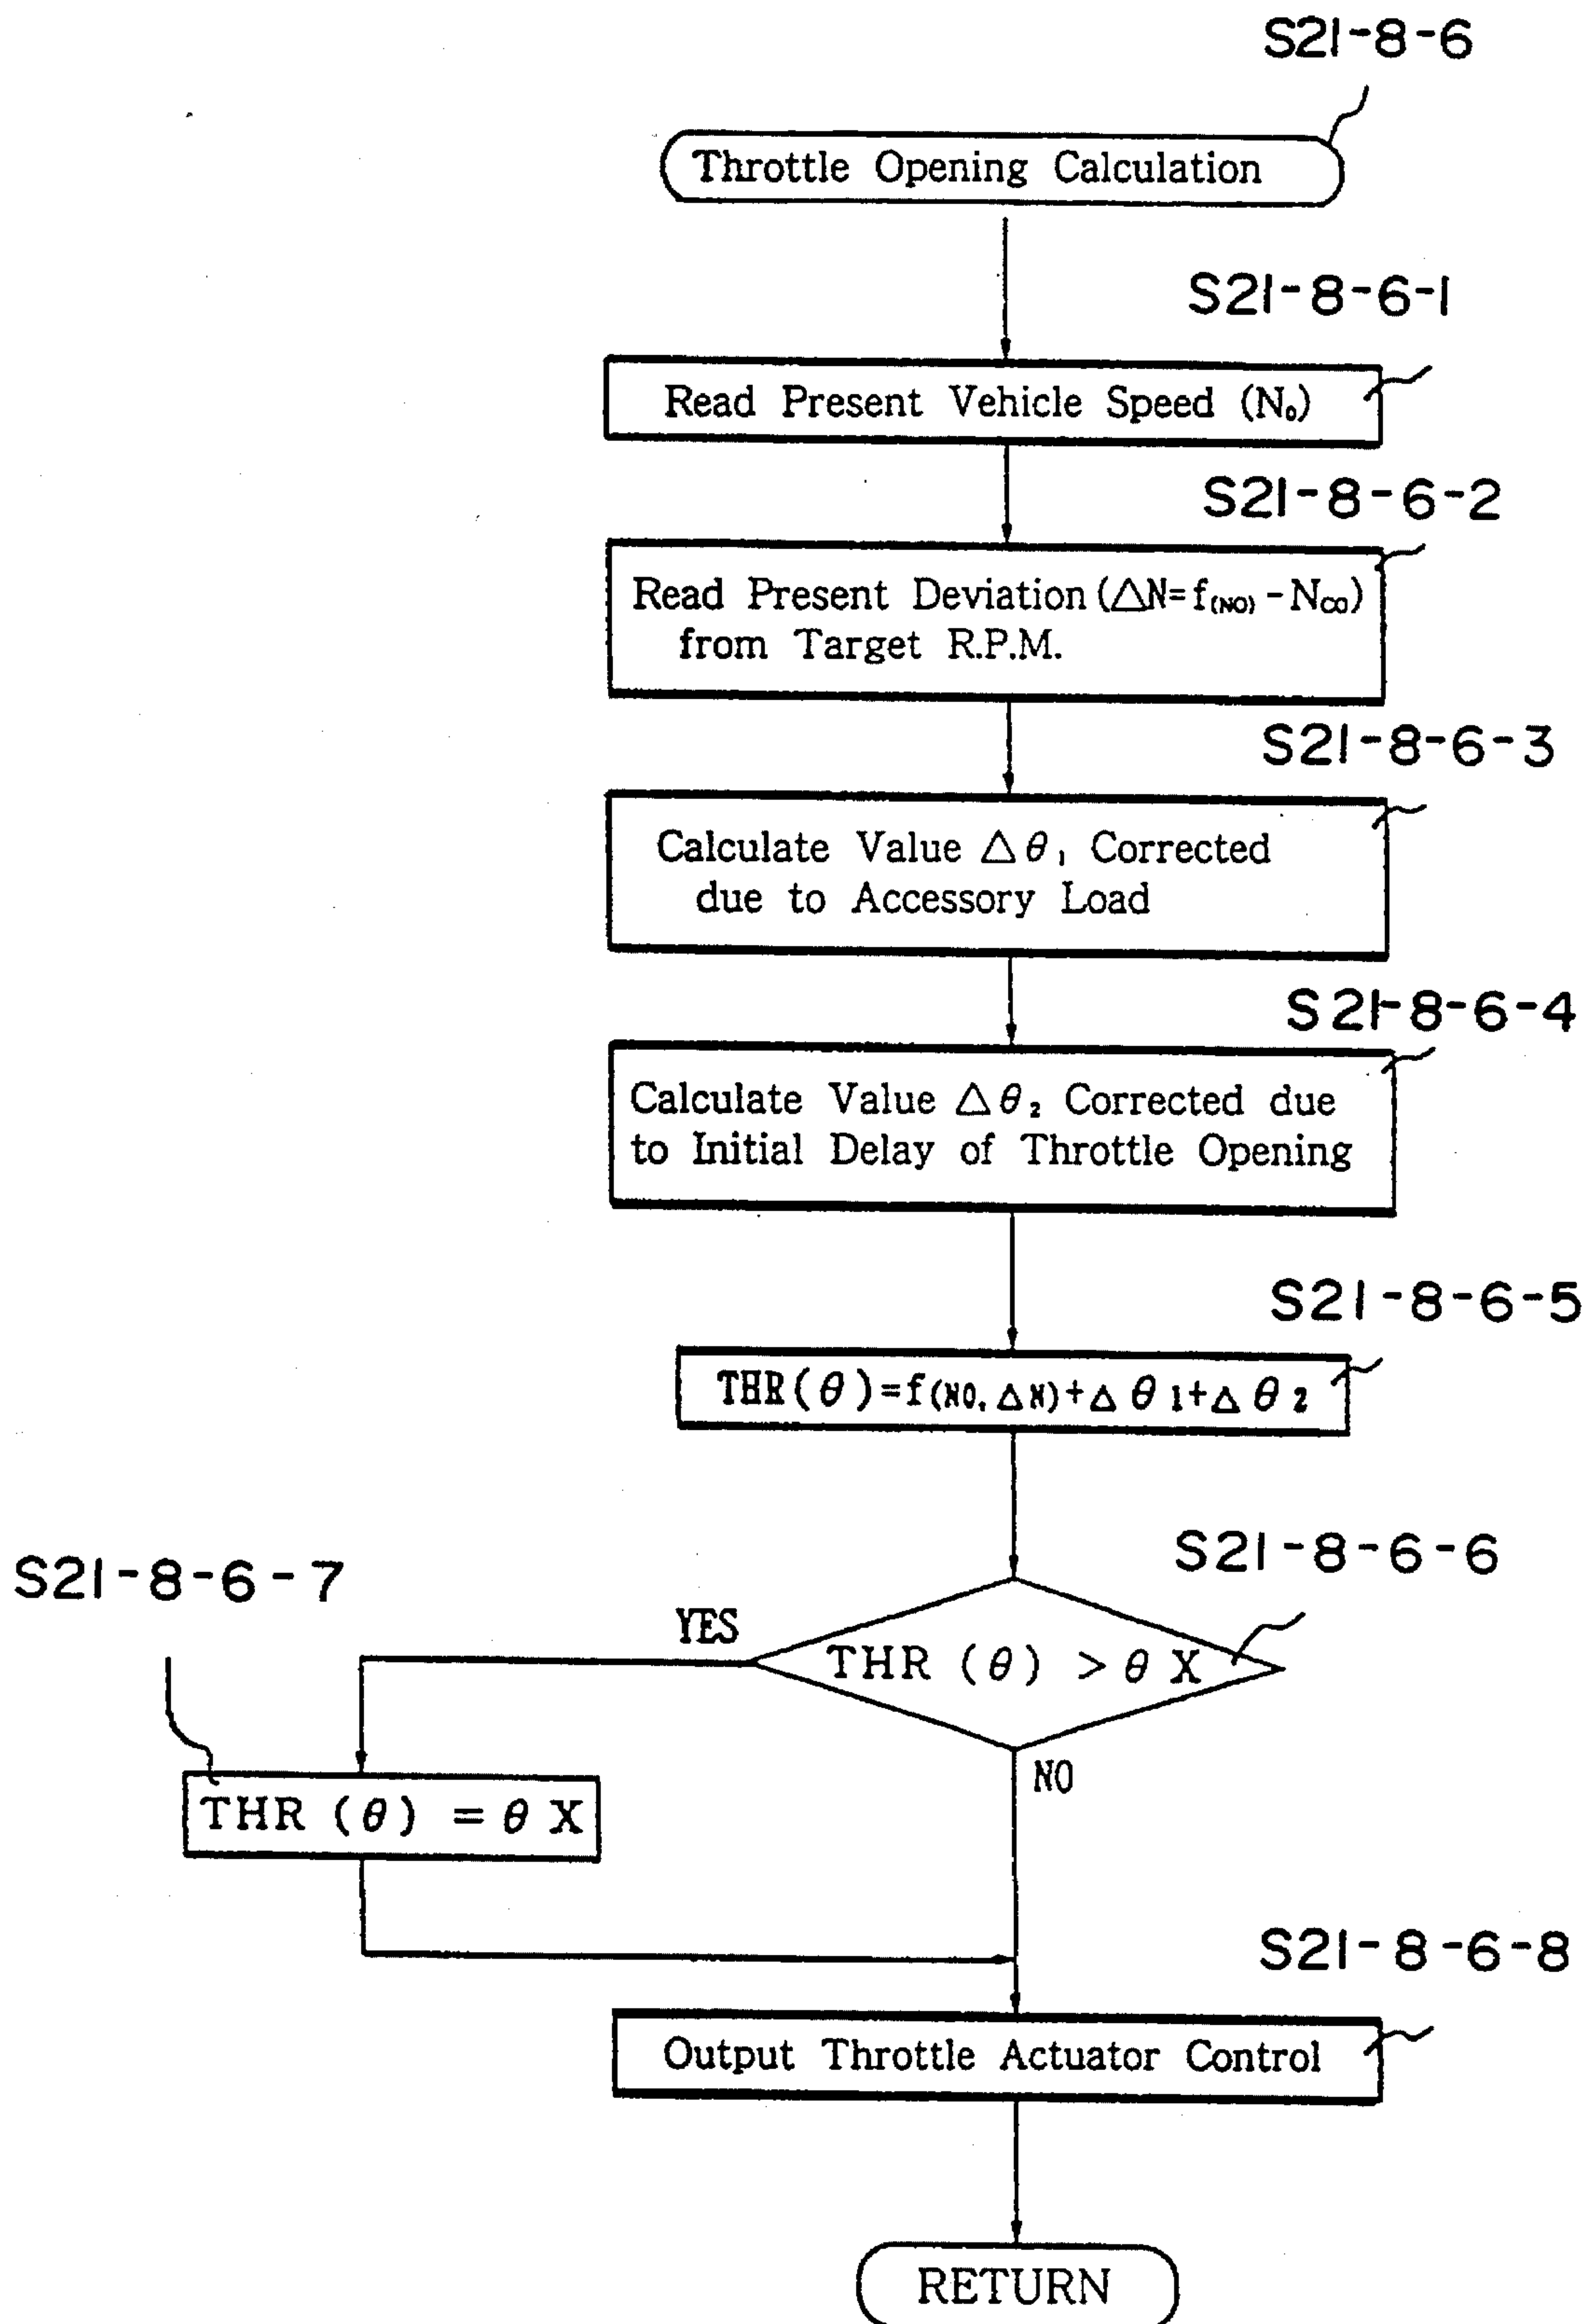 S21-8-6
Throttle Opening Calculation
S21-8-6-1
Read Present Vehicle Speed (N₀)
S21-8-6-2
Read Present Deviation (△N=f(NO) - NCO)
from Target R.P.M.
S21-8-6-3
Calculate Value △θ₁ Corrected
due to Accessory Load
S21-8-6-4
Calculate Value △θ₂ Corrected due
to Initial Delay of Throttle Opening
S21-8-6-5
THR(θ)=f(NO, △N)+△θ1+△θ2
S21-8-6-6
S21-8-6-7
YES
THR (θ) > θ X
NO
THR (θ) = θ X
S21-8-6-8
Output Throttle Actuator Control
RETURN